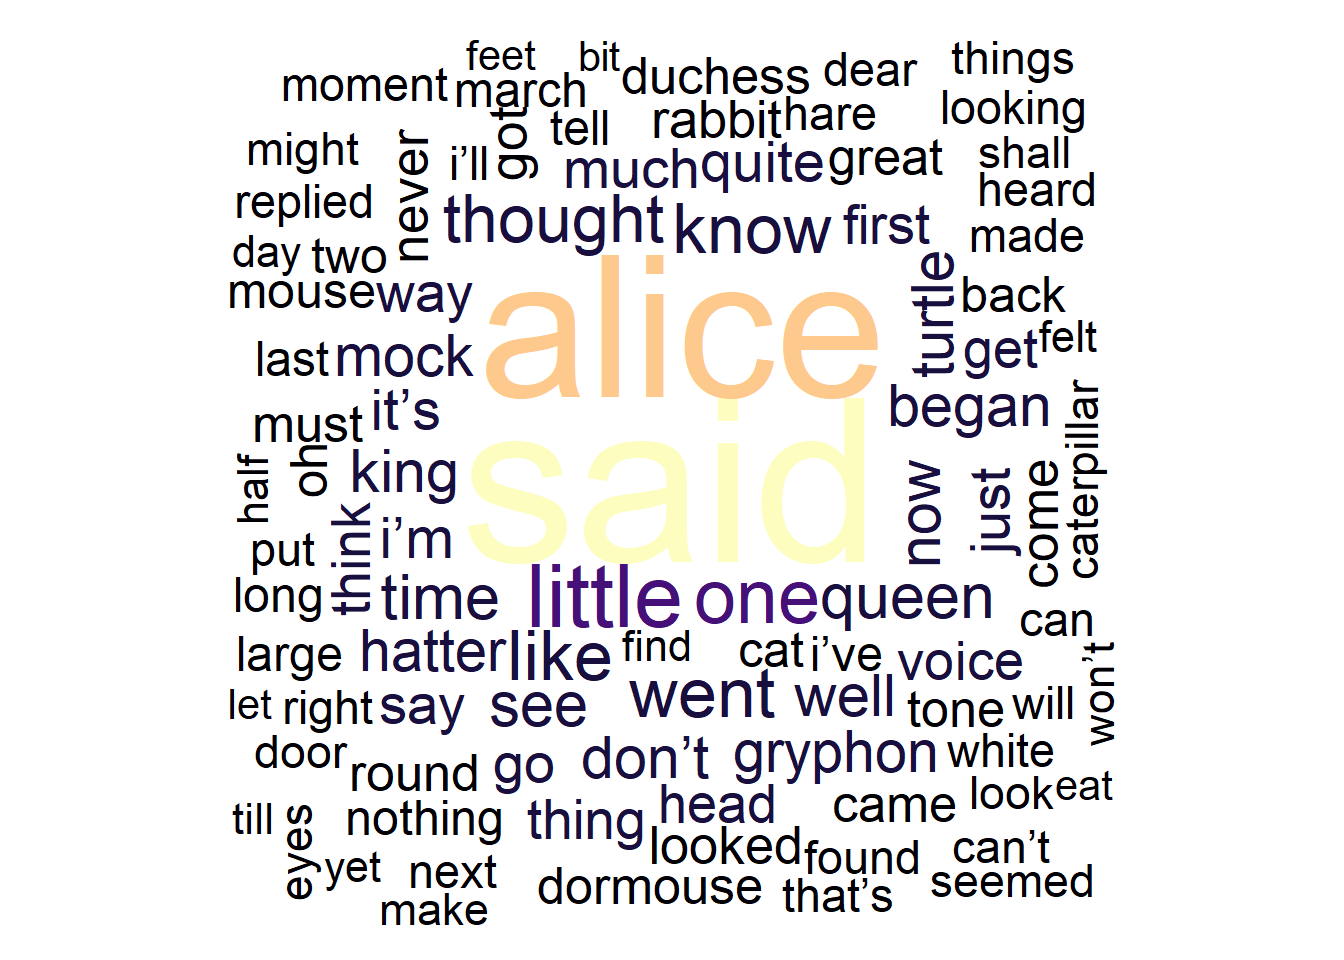 feet bit things
moment march duchess dear
looking
got tell rabbit hare
might never i’ll much quite great shall
replied thought know first heard
day two made
mouse way alice turtle back
last mock get felt
must it’s said began caterpillar
half oh king now just come
put think i’m
long time little one queen
can
large hatter like find cat i’ve voice won’t
let right say see went well tone will
door round go don’t gryphon white
look eat
till eyes nothing thing head came
looked found can’t
yet next dormouse that’s seemed
make